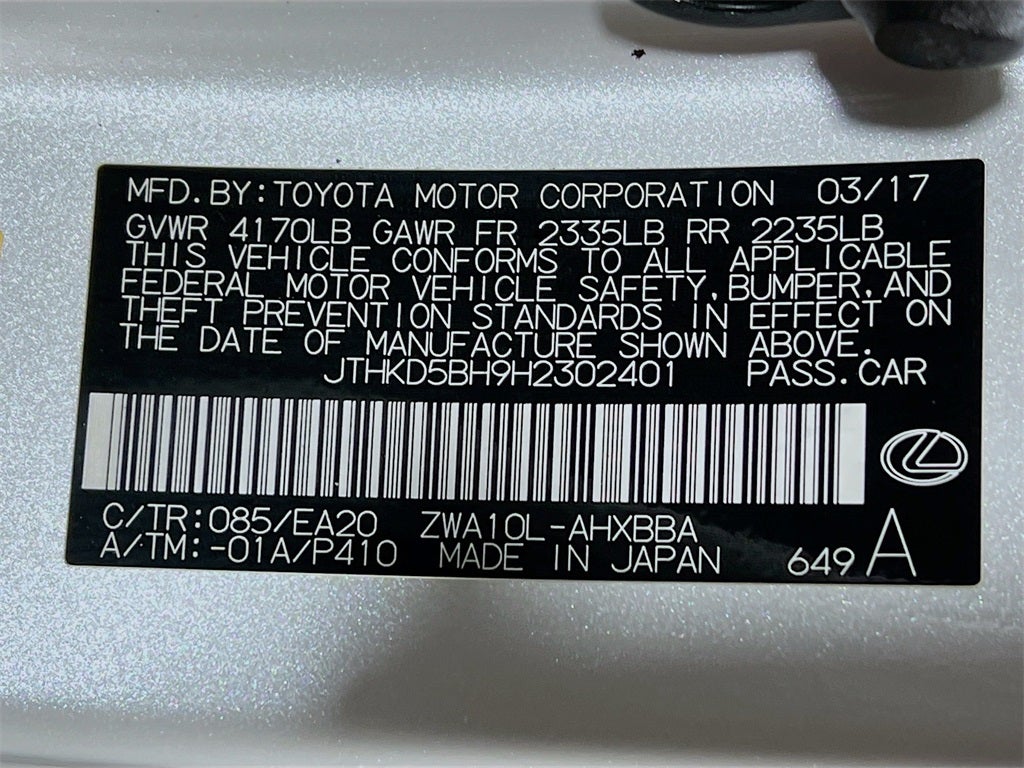 MFD.BY:TOYOTA MOTOR CORPORATION 03/17
GVWR 4170LB GAWR FR 2335LB RR 2235LB
THIS VEHICLE CONFORMS TO ALL APPLICABLE
FEDERAL MOTOR VEHICLE SAFETY,BUMPER,AND
THEFT PREVENTION STANDARDS IN EFFECT ON
THE DATE OF MANUFACTURE SHOWN ABOVE.
JTHKD5BH9H2302401 PASS.CAR
C/TR:085/EA20 ZWA10L-AHXBBA
A/TM:-01A/P410 MADE IN JAPAN 649 A